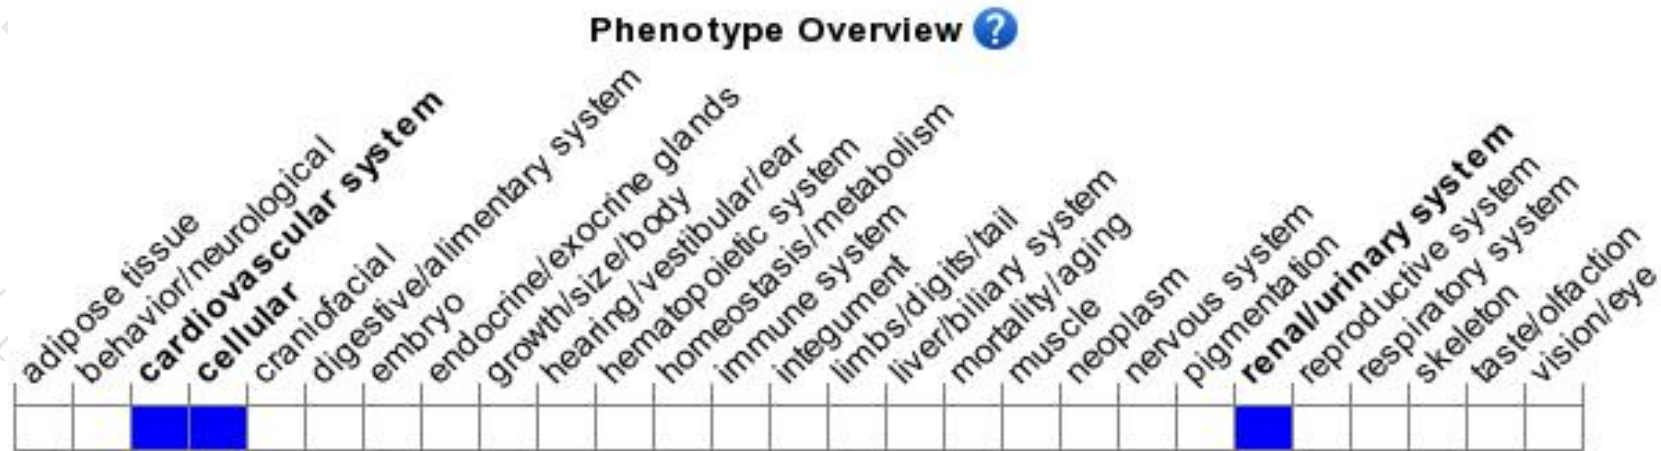 Phenotype Overview ?
adipose tissue
behavior/neurological
cardiovascular system
cellular
craniofacial
digestive/alimentary system
embryo
endocrine/exocrine glands
growth/size/body
hearing/vestibular/ear
hematopoietic system
homeostasis/metabolism
immune system
integument
limbs/digits/tail
liver/biliary system
mortality/aging
muscle
neoplasm
nervous system
pigmentation
renal/urinary system
reproductive system
respiratory system
skeleton
taste/olfaction
vision/eye